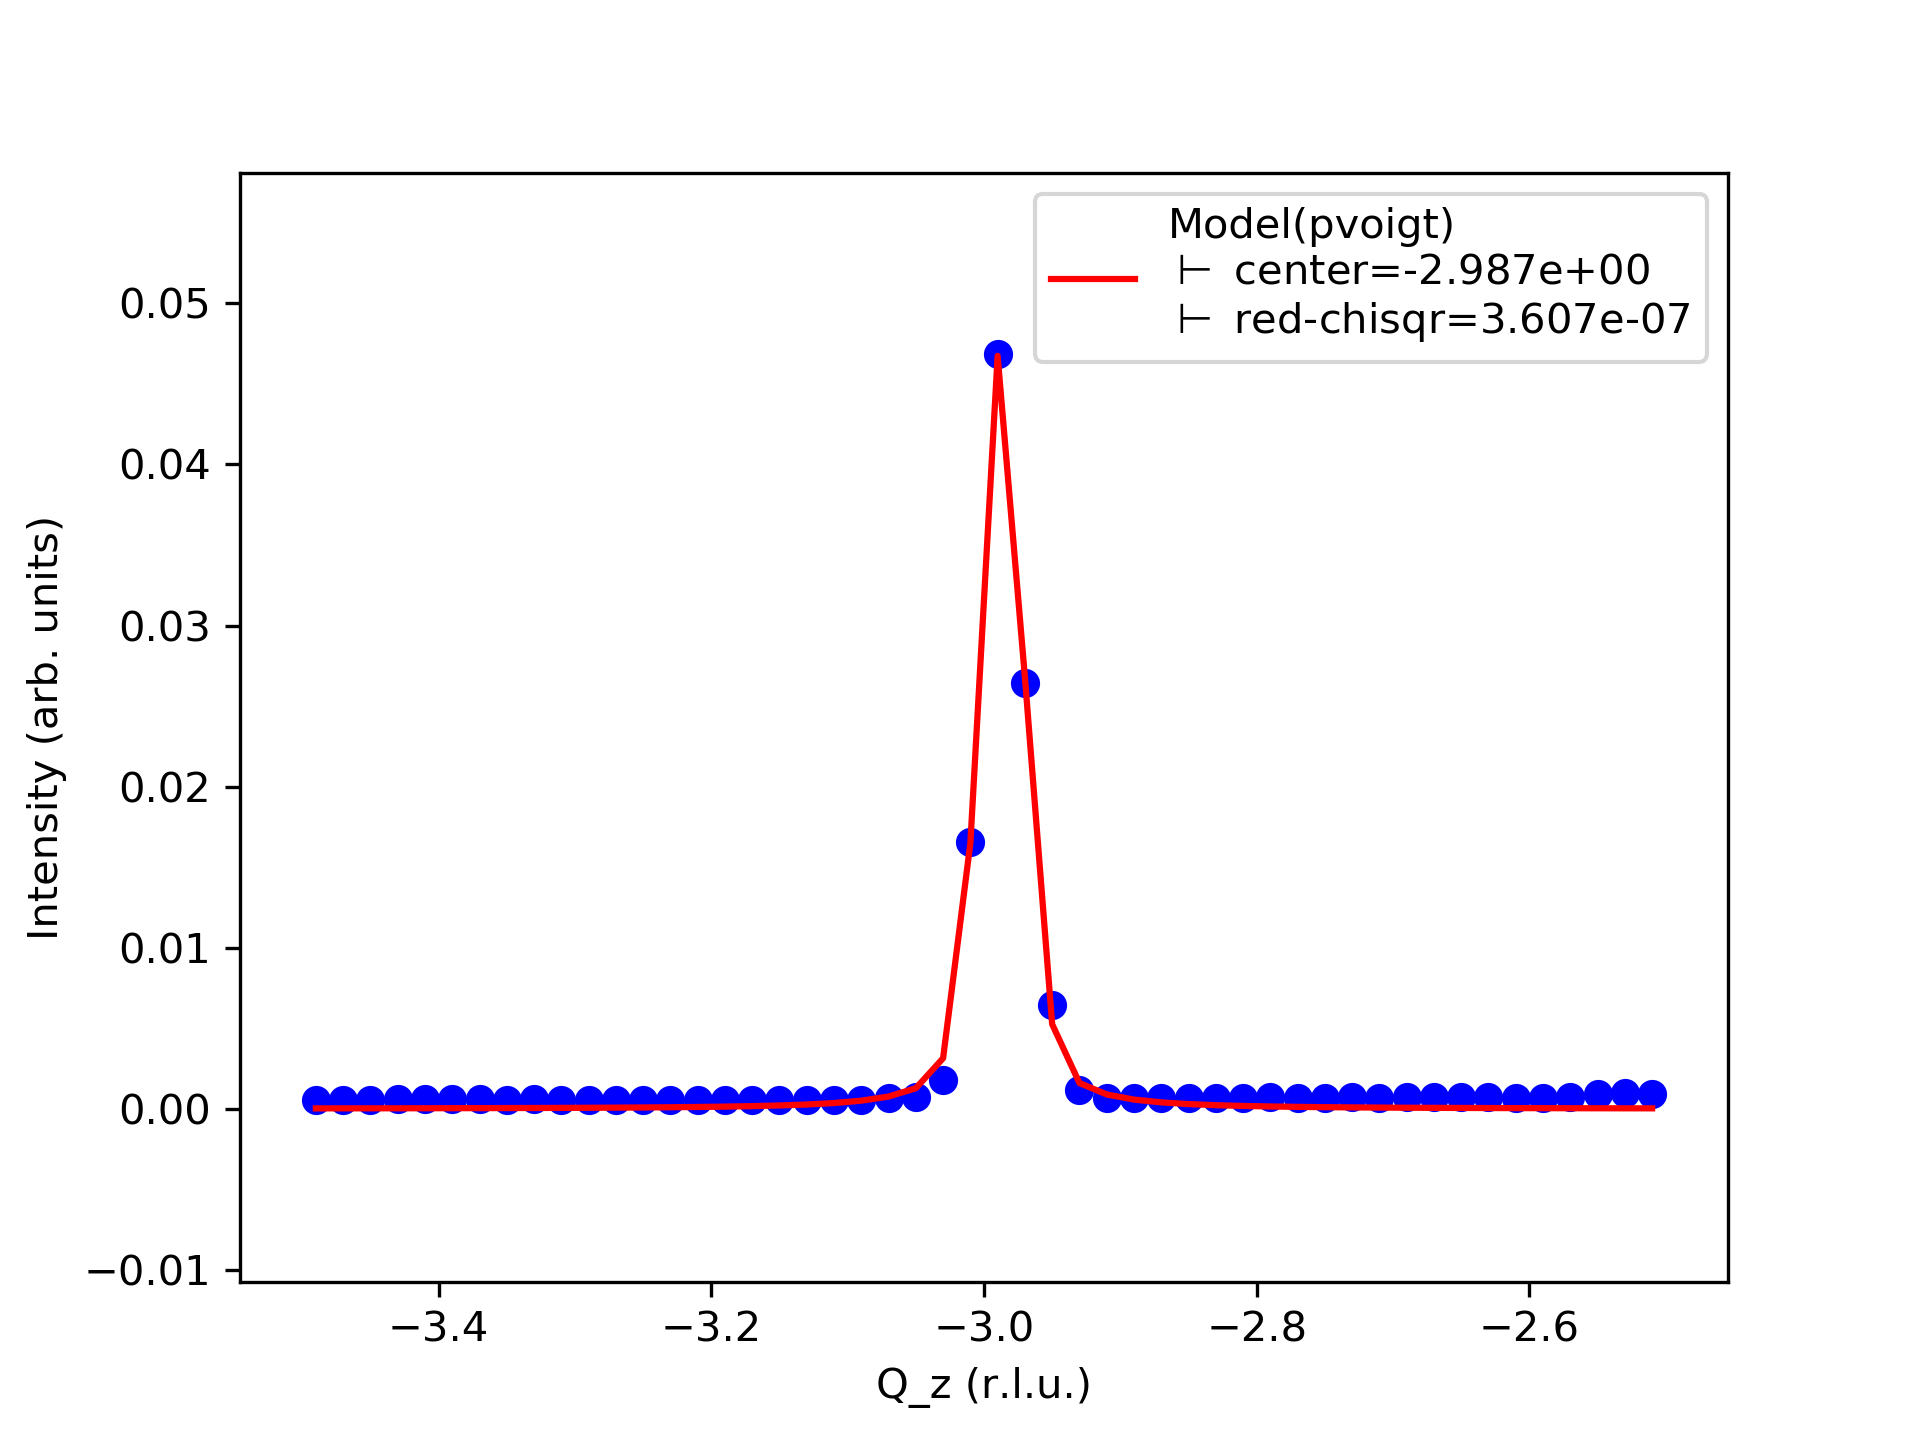 Model(pvoigt)
⊢ center=-2.987e+00
⊢ red-chisqr=3.607e-07
0.05
0.04
0.03
0.02
0.01
0.00
−0.01
Intensity (arb. units)
−3.4 −3.2 −3.0 −2.8 −2.6
Q_z (r.l.u.)